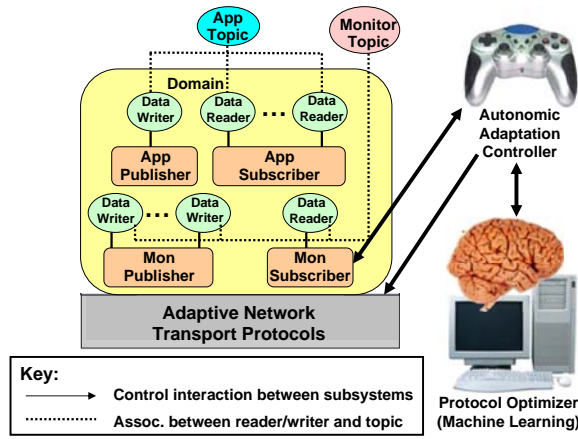 App
Topic
Monitor
Topic
Domain
Data
Writer
Data
Reader
...
Data
Reader
App
Publisher
App
Subscriber
Data
Writer
...
Data
Writer
Data
Reader
Mon
Publisher
Mon
Subscriber
Autonomic
Adaptation
Controller
Adaptive Network
Transport Protocols
Key:
Control interaction between subsystems
Assoc. between reader/writer and topic
Protocol Optimizer
(Machine Learning)